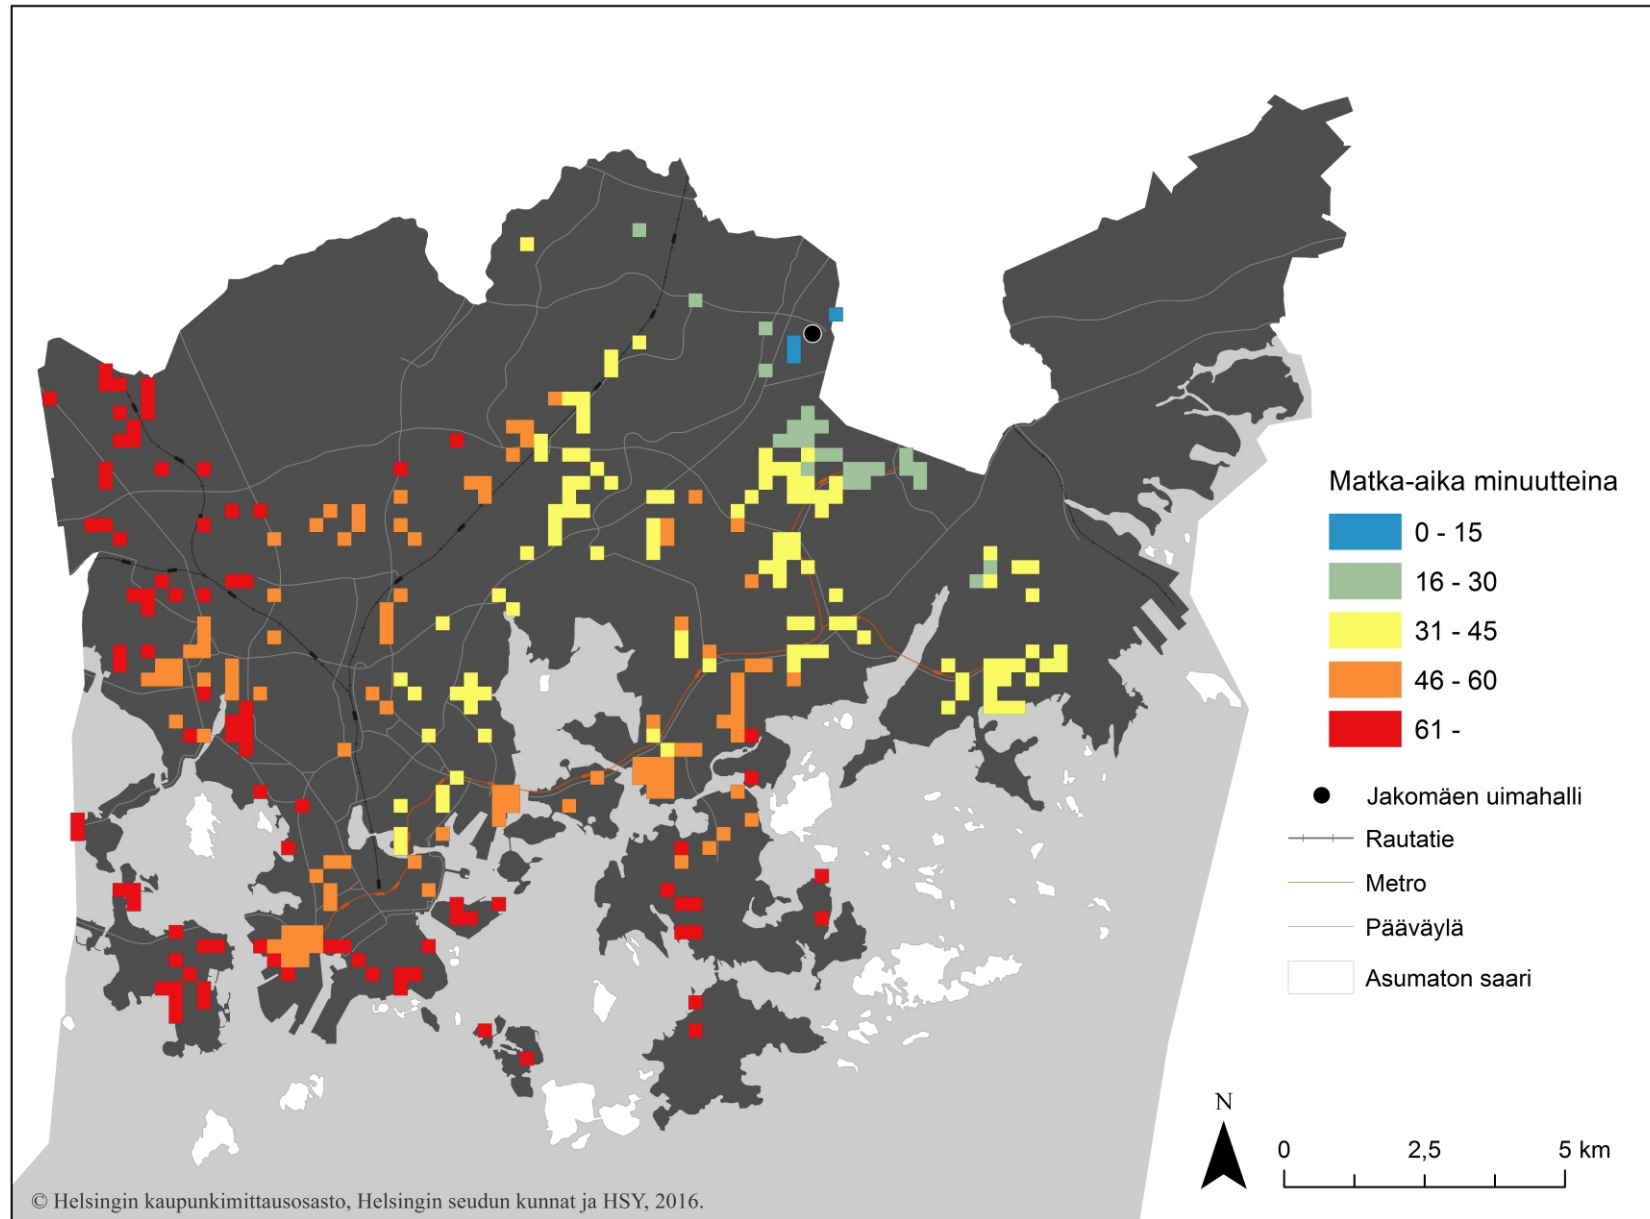 Matka-aika minuutteina
0 - 15
16 - 30
31 - 45
46 - 60
61 -
Jakomäen uimahalli
Rautatie
Metro
Pääväylä
Asumaton saari
N
0 2,5 5 km
© Helsingin kaupunkimittausosasto, Helsingin seudun kunnat ja HSY, 2016.